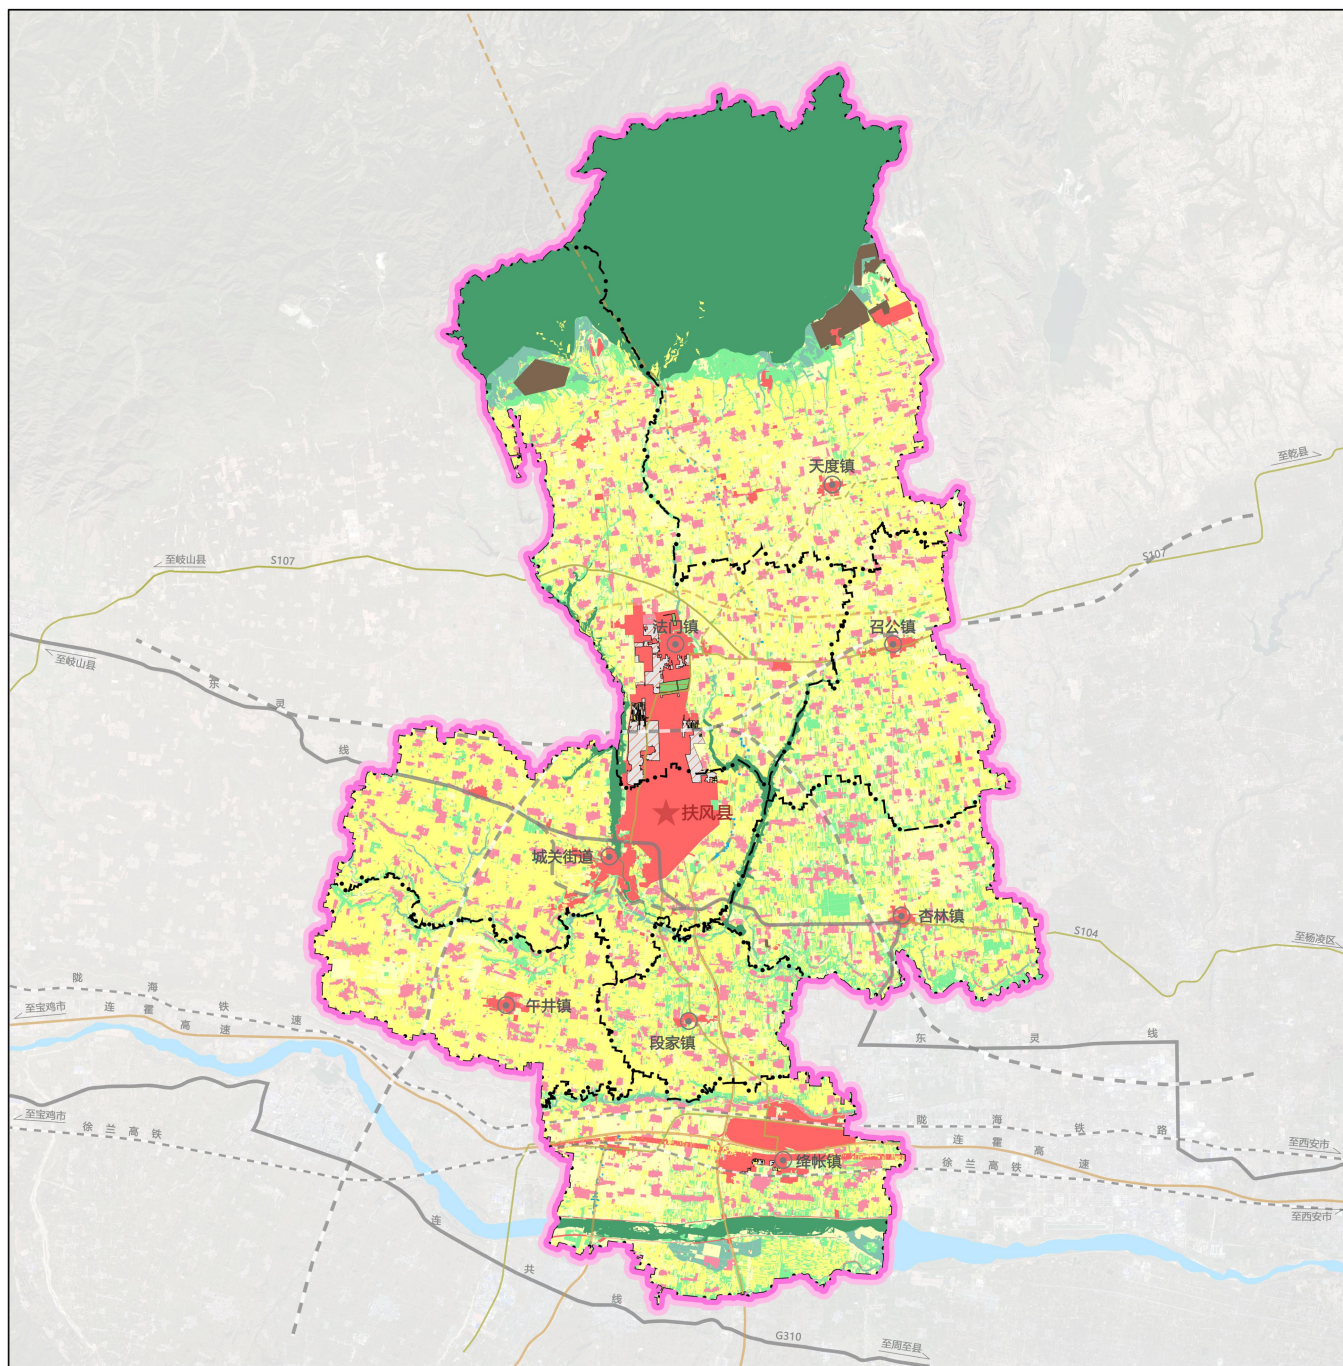 天度镇
至乾县
S107
至岐山县
S107
法门镇
召公镇
至岐山县
东
灵
线
扶风县
城关街道
杏林镇
S104
至杨凌区
陇
海
铁
速
至宝鸡市
连
霍
高
速
午井镇
段家镇
东
灵
线
至宝鸡市
徐
兰
高
铁
陇
海
铁
路
连
霍
高
速
至西安市
绛帐镇
徐
兰
高
铁
至西安市
连
共
线
G310
至周至县